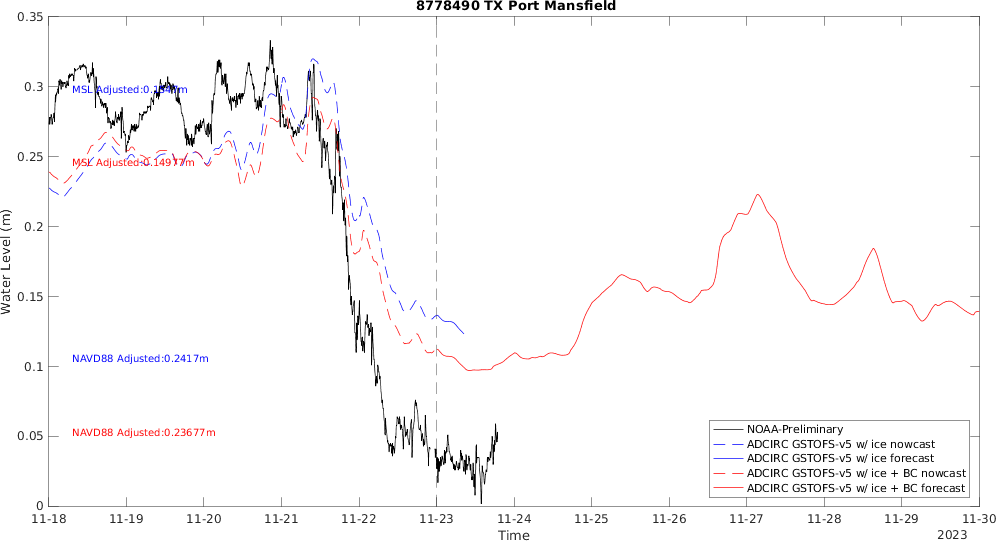 8778490 TX Port Mansfield
0.35
0.3
0.25
0.2
0.15
0.1
0.05
0
Water Level (m)
MSL Adjusted:0.1547m
MSL Adjusted:0.14977m
NAVD88 Adjusted:0.2417m
NAVD88 Adjusted:0.23677m
NOAA-Preliminary
ADCIRC GSTOFS-v5 w/ ice nowcast
ADCIRC GSTOFS-v5 w/ ice forecast
ADCIRC GSTOFS-v5 w/ ice + BC nowcast
ADCIRC GSTOFS-v5 w/ ice + BC forecast
11-18 11-19 11-20 11-21 11-22 11-23 11-24 11-25 11-26 11-27 11-28 11-29 11-30
Time
2023